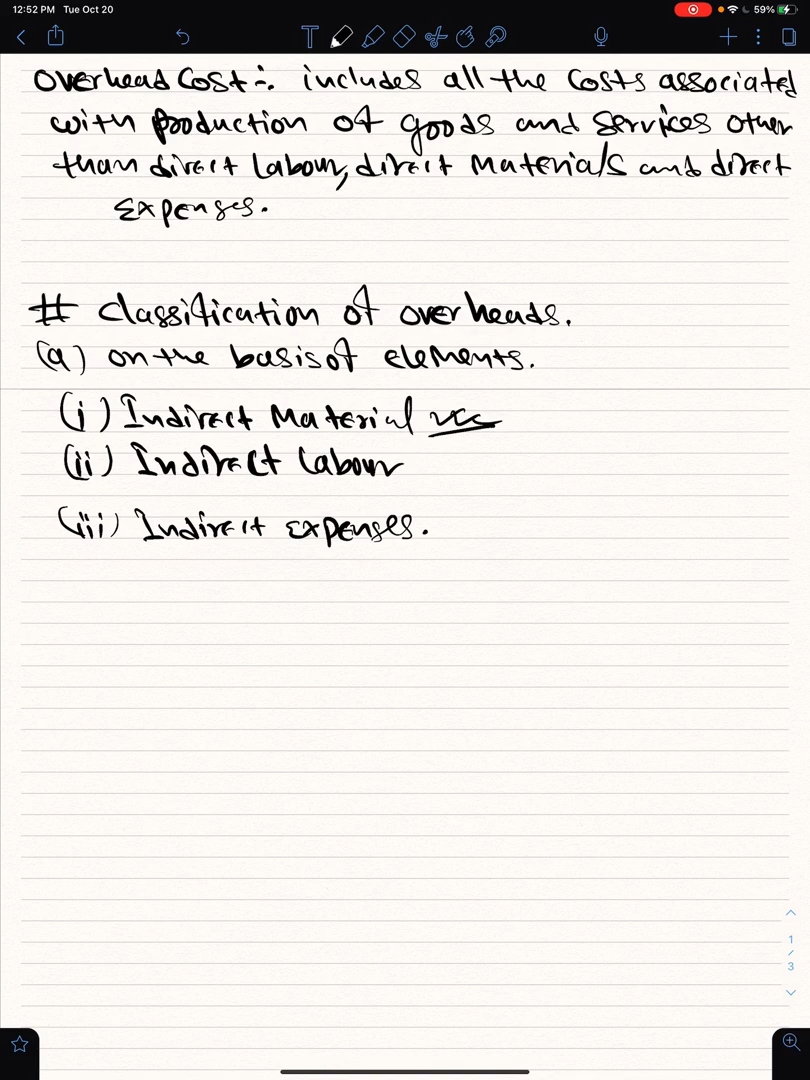 12:52 PM Tue Oct 20
59%
Overhead Cost:- includes all the costs associated
with production of goods and services other
than direct labour, direct materials and direct
expenses.
# classification of overheads.
(a) on the basis of elements.
(i) Indirect Material
(ii) Indirect labour
(iii) Indirect expenses.
1
/
3